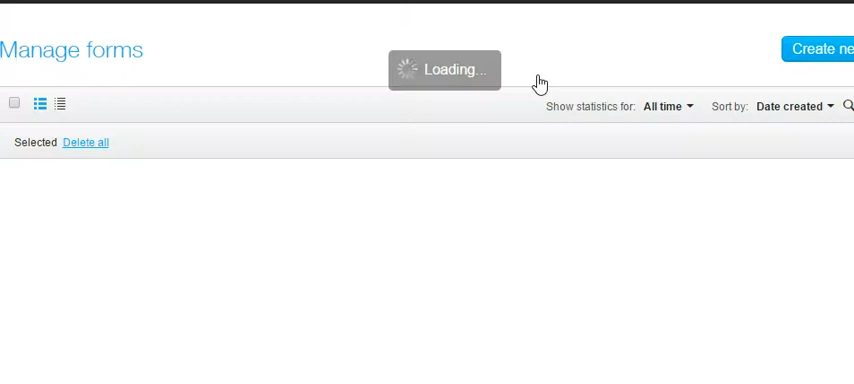 Manage forms
Create ne
Loading...
Show statistics for: All time Sort by: Date created
Selected Delete all